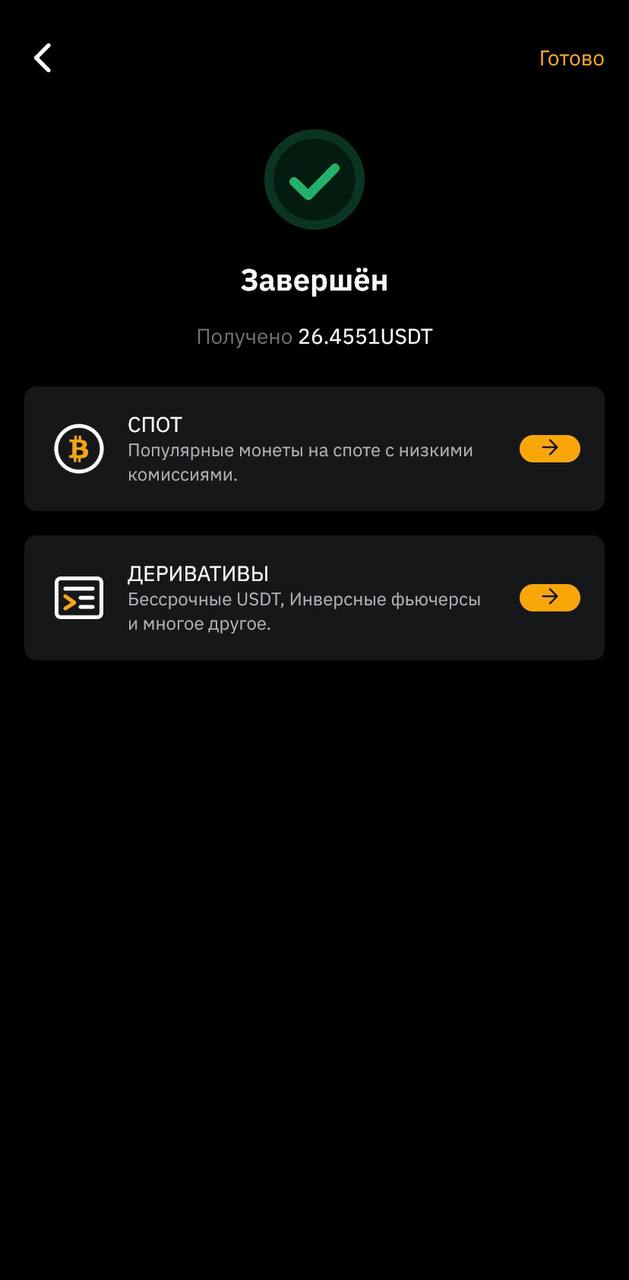 Готово
Завершён
Получено 26.4551USDT
СПОТ
Популярные монеты на споте с низкими
комиссиями.
ДЕРИВАТИВЫ
Бессрочные USDT, Инверсные фьючерсы
и многое другое.